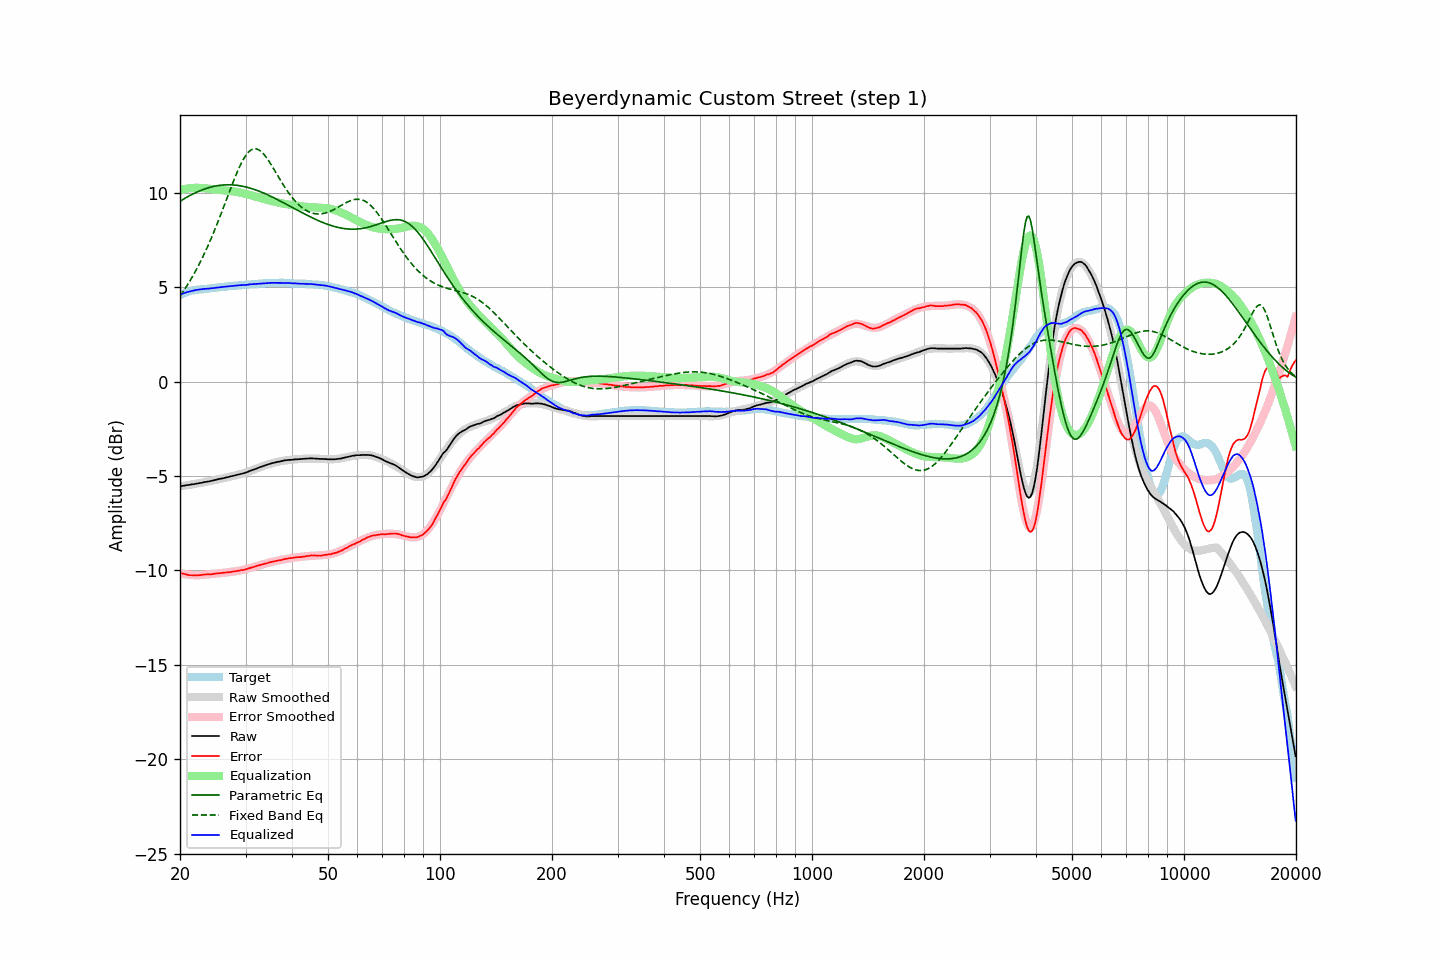 Beyerdynamic Custom Street (step 1)
Amplitude (dBr)
10
5
0
−5
−10
−15
−20
−25
Target
Raw Smoothed
Error Smoothed
Raw
Error
Equalization
Parametric Eq
Fixed Band Eq
Equalized
20 50 100 200 500 1000 2000 5000 10000 20000
Frequency (Hz)